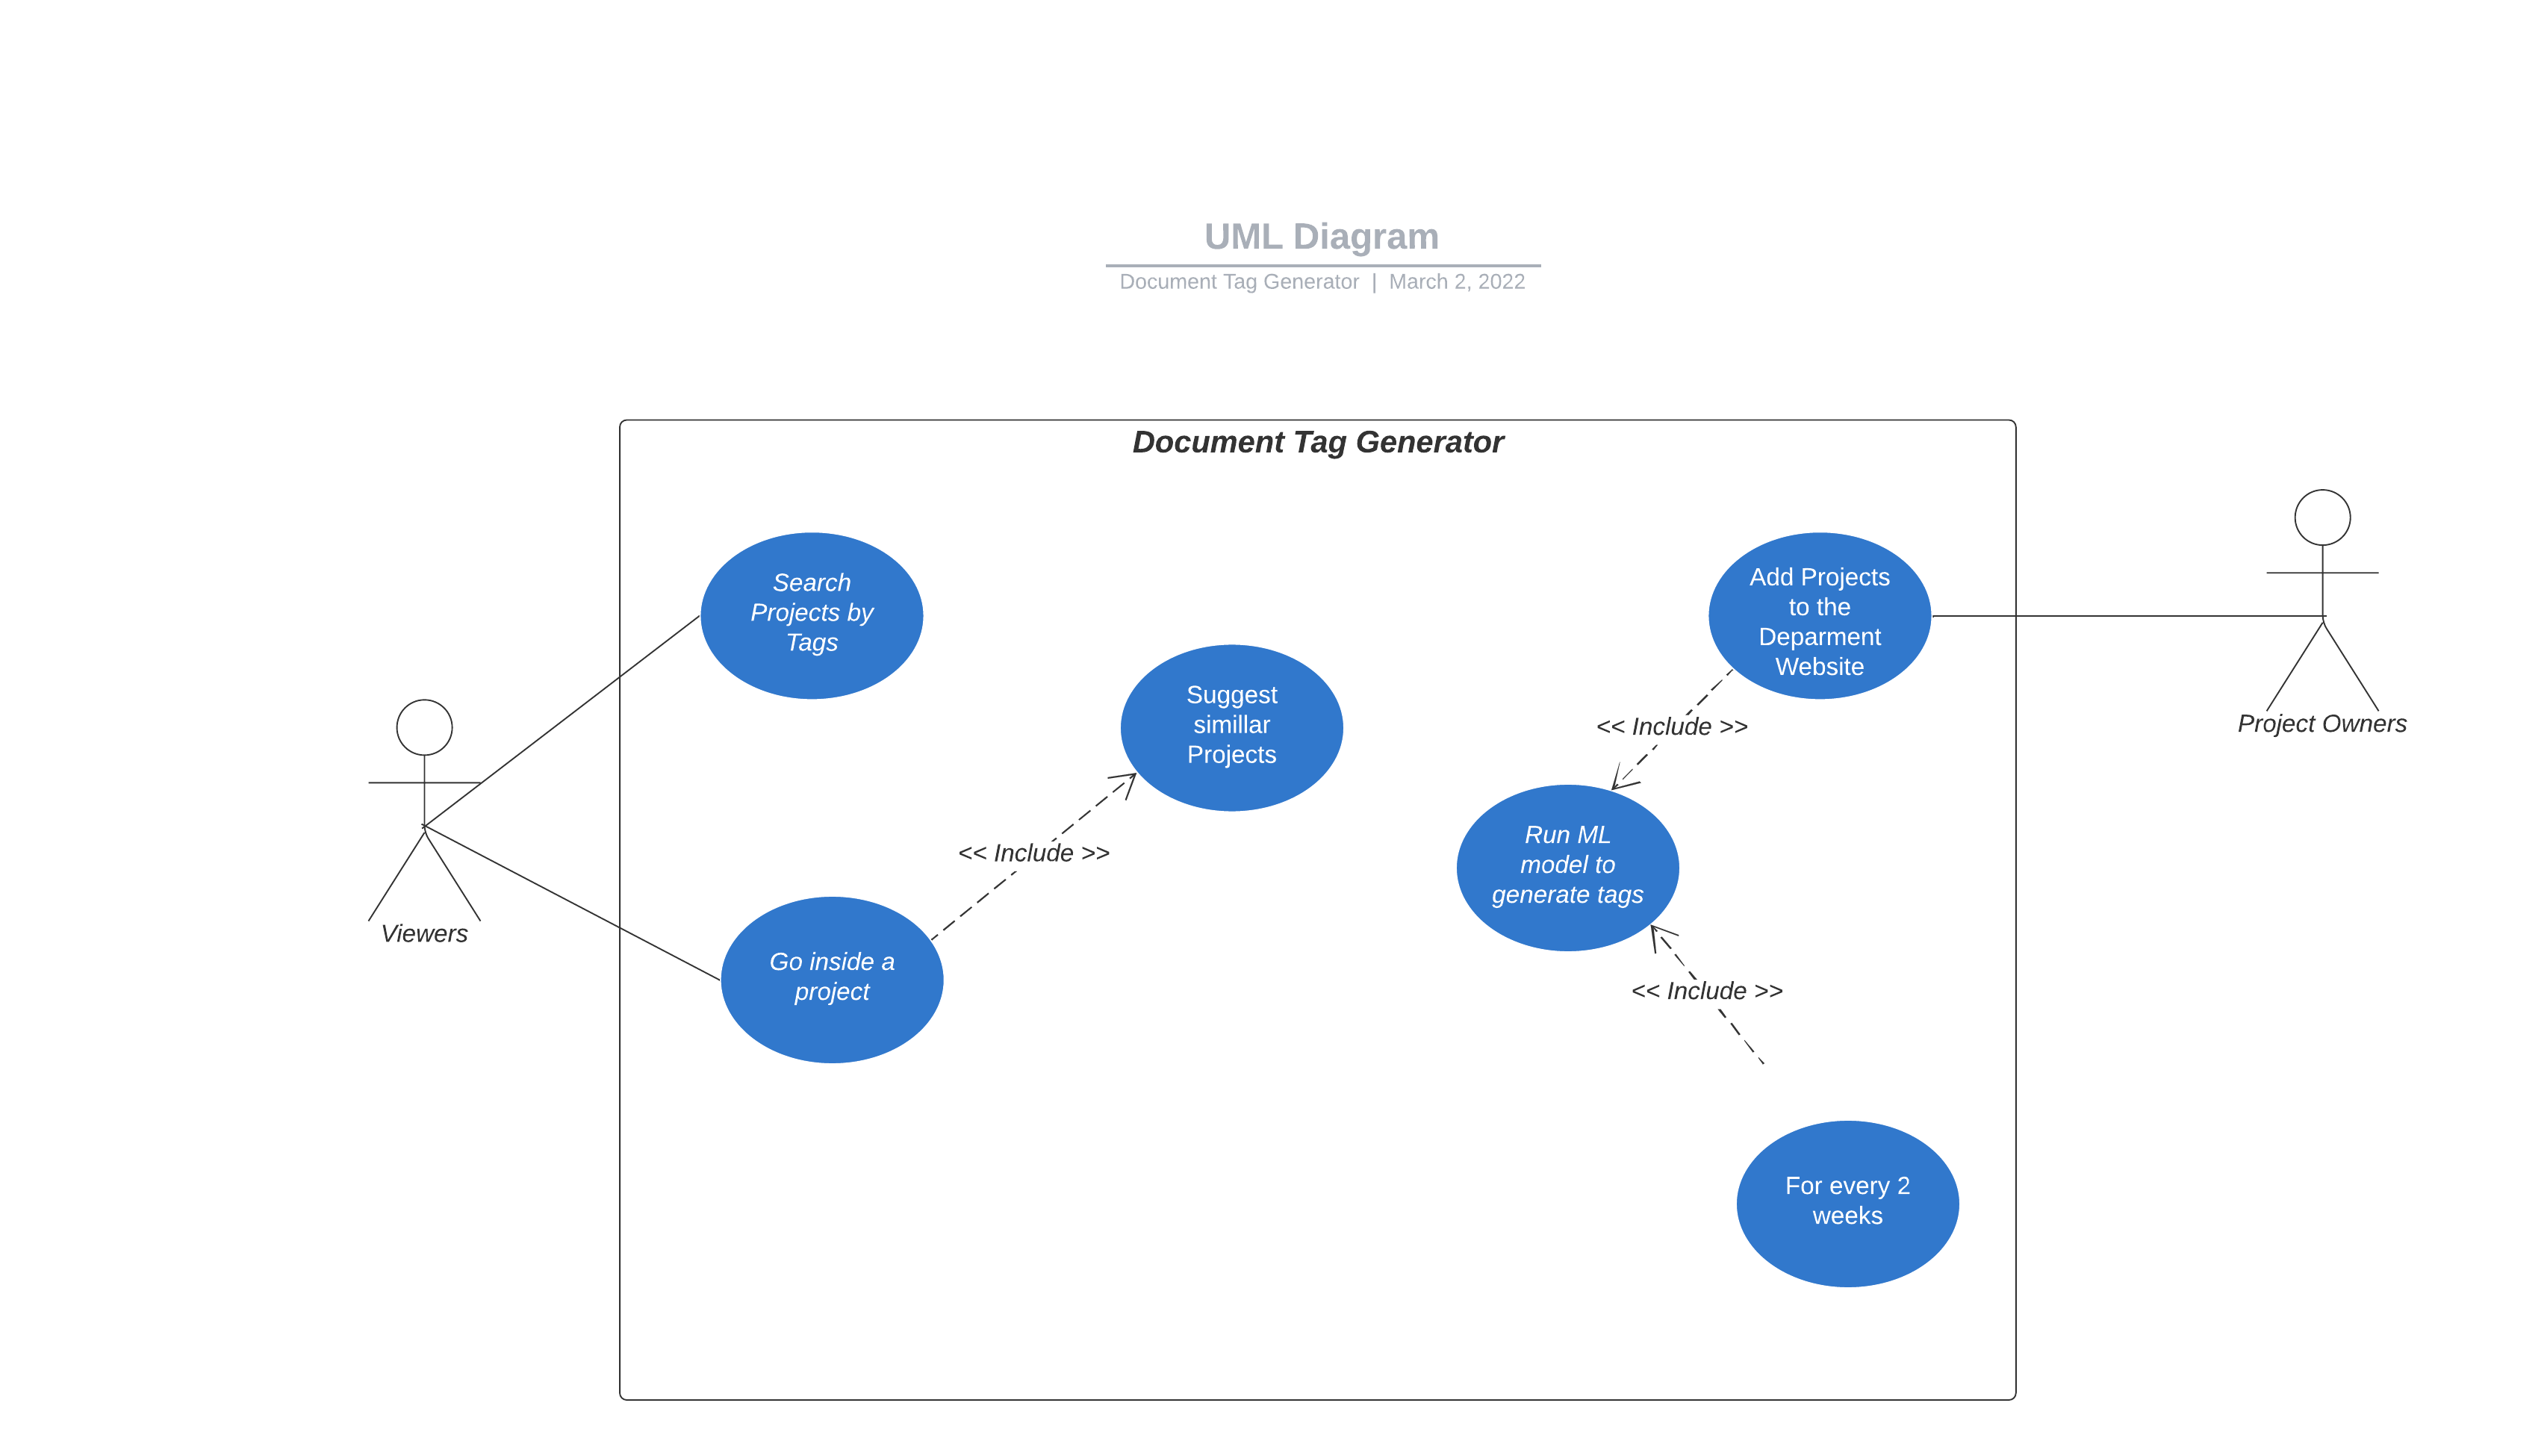 UML Diagram
Document Tag Generator | March 2, 2022
Document Tag Generator
Search
Projects by
Tags
Add Projects
to the
Deparment
Website
Suggest
simillar
Projects
<< Include >>
Project Owners
Run ML
model to
generate tags
<< Include >>
Viewers
Go inside a
project
<< Include >>
For every 2
weeks